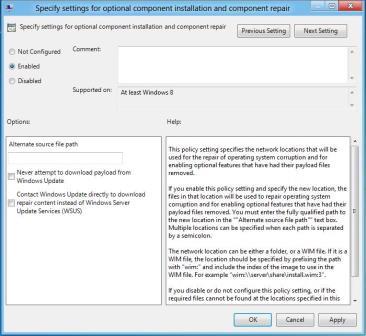 Specify settings for optional component installation and component repair
Specify settings for optional component installation and component repair
Previous Setting
Next Setting
Not Configured
Comment:
Enabled
Disabled
Supported on:
At least Windows 8
Options:
Help:
Alternate source file path
Never attempt to download payload from
Windows Update
Contact Windows Update directly to download
repair content instead of Windows Server
Update Services (WSUS)
This policy setting specifies the network locations that will be
used for the repair of operating system corruption and for
enabling optional features that have had their payload files
removed.
If you enable this policy setting and specify the new location, the
files in that location will be used to repair operating system
corruption and for enabling optional features that have had their
payload files removed. You must enter the fully qualified path to
the new location in the ""Alternate source file path"" text box.
Multiple locations can be specified when each path is separated
by a semicolon.
The network location can be either a folder, or a WIM file. If it is a
WIM file, the location should be specified by prefixing the path
with "wim:" and include the index of the image to use in the
WIM file. For example "wim:\\server\share\install.wim:3".
If you disable or do not configure this policy setting, or if the
required files cannot be found at the locations specified in this
OK
Cancel
Apply